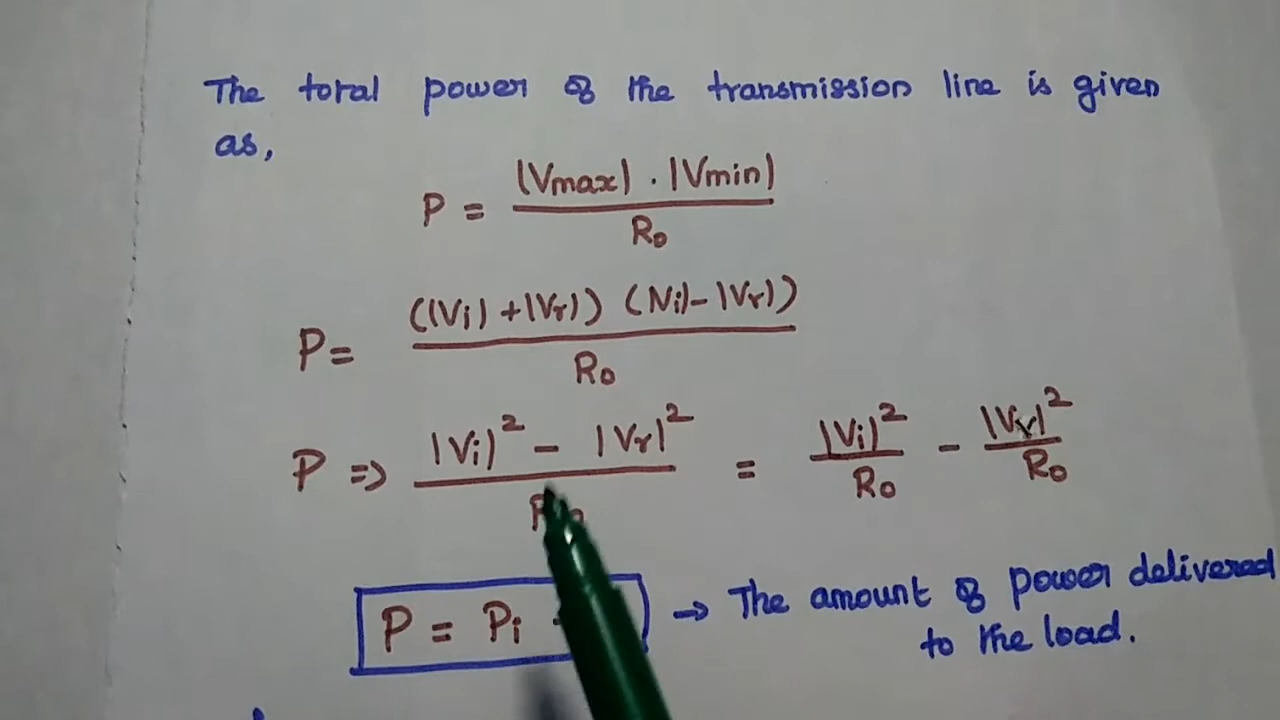 The total power of the transmission line is given
as,
P = |Vmax| . |Vmin| / R₀
P = (|Vi| + |Vr|) (|Vi| - |Vr|) / R₀
P => |Vi|² - |Vr|² / R₀ = |Vi|² / R₀ - |Vr|² / R₀
P = Pi → The amount of power delivered
to the load.